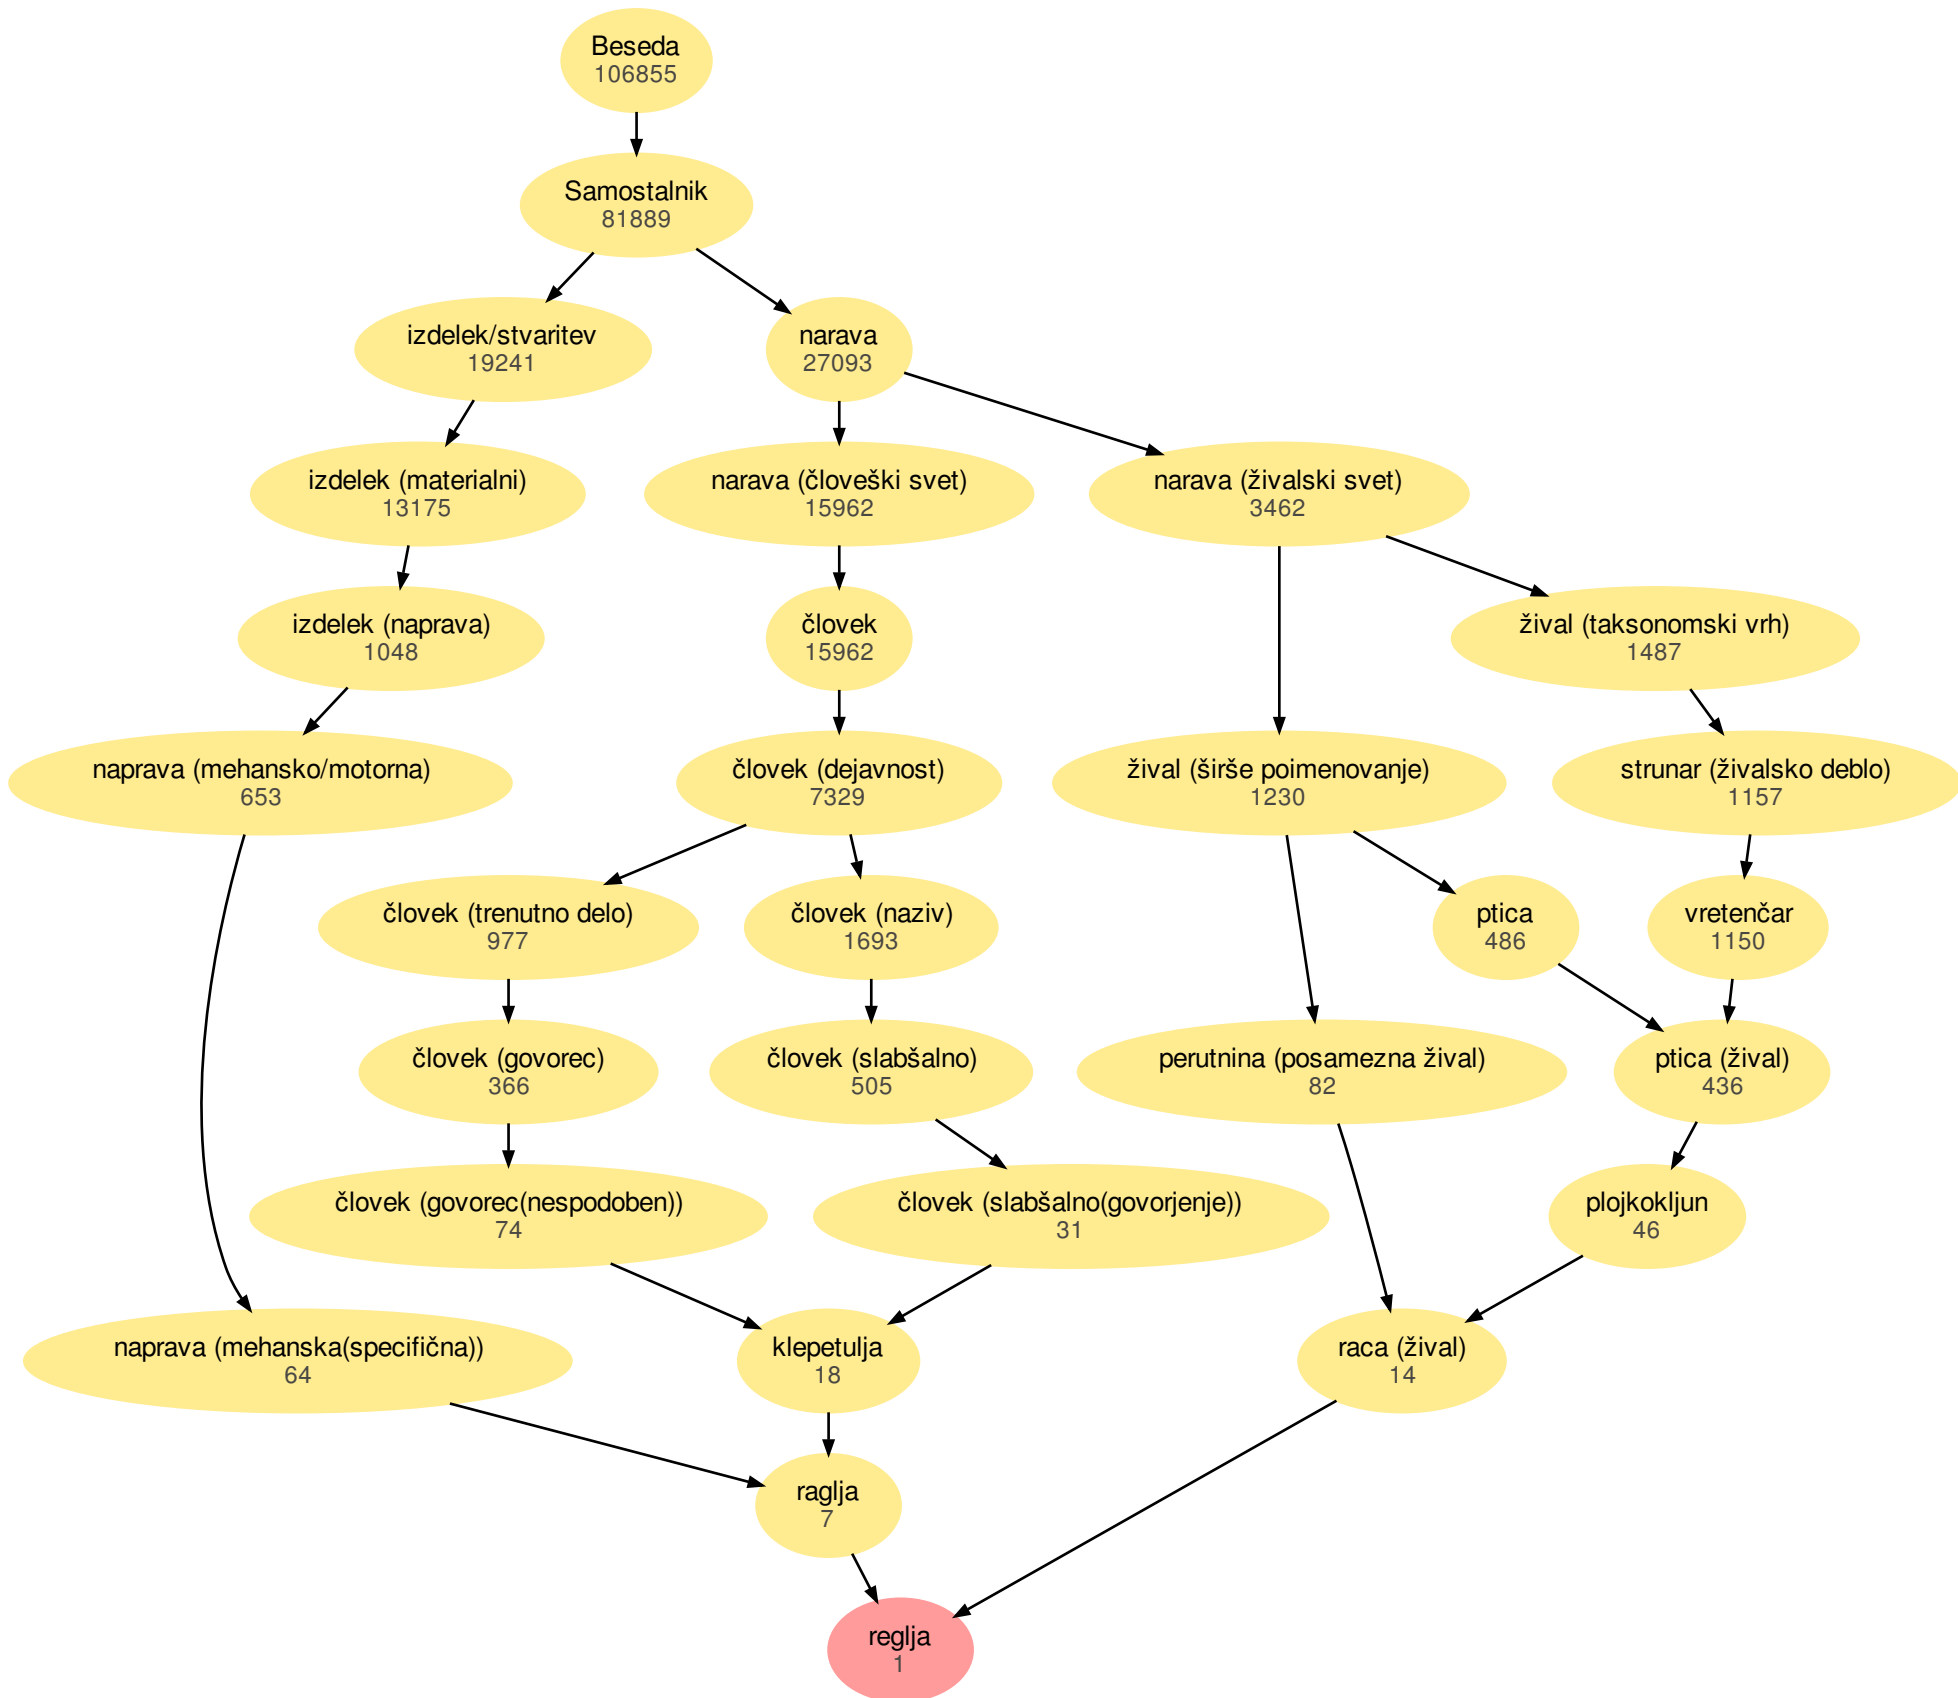 Beseda
106855
Samostalnik
81889
izdelek/stvaritev
19241
narava
27093
izdelek (materialni)
13175
narava (človeški svet)
15962
narava (živalski svet)
3462
izdelek (naprava)
1048
človek
15962
žival (taksonomski vrh)
1487
naprava (mehansko/motorna)
653
človek (dejavnost)
7329
žival (širše poimenovanje)
1230
strunar (živalsko deblo)
1157
človek (trenutno delo)
977
človek (naziv)
1693
ptica
486
vretenčar
1150
človek (govorec)
366
človek (slabšalno)
505
perutnina (posamezna žival)
82
ptica (žival)
436
človek (govorec(nespodoben))
74
človek (slabšalno(govorjenje))
31
plojkokljun
46
naprava (mehanska(specifična))
64
klepetulja
18
raca (žival)
14
raglja
7
reglja
1